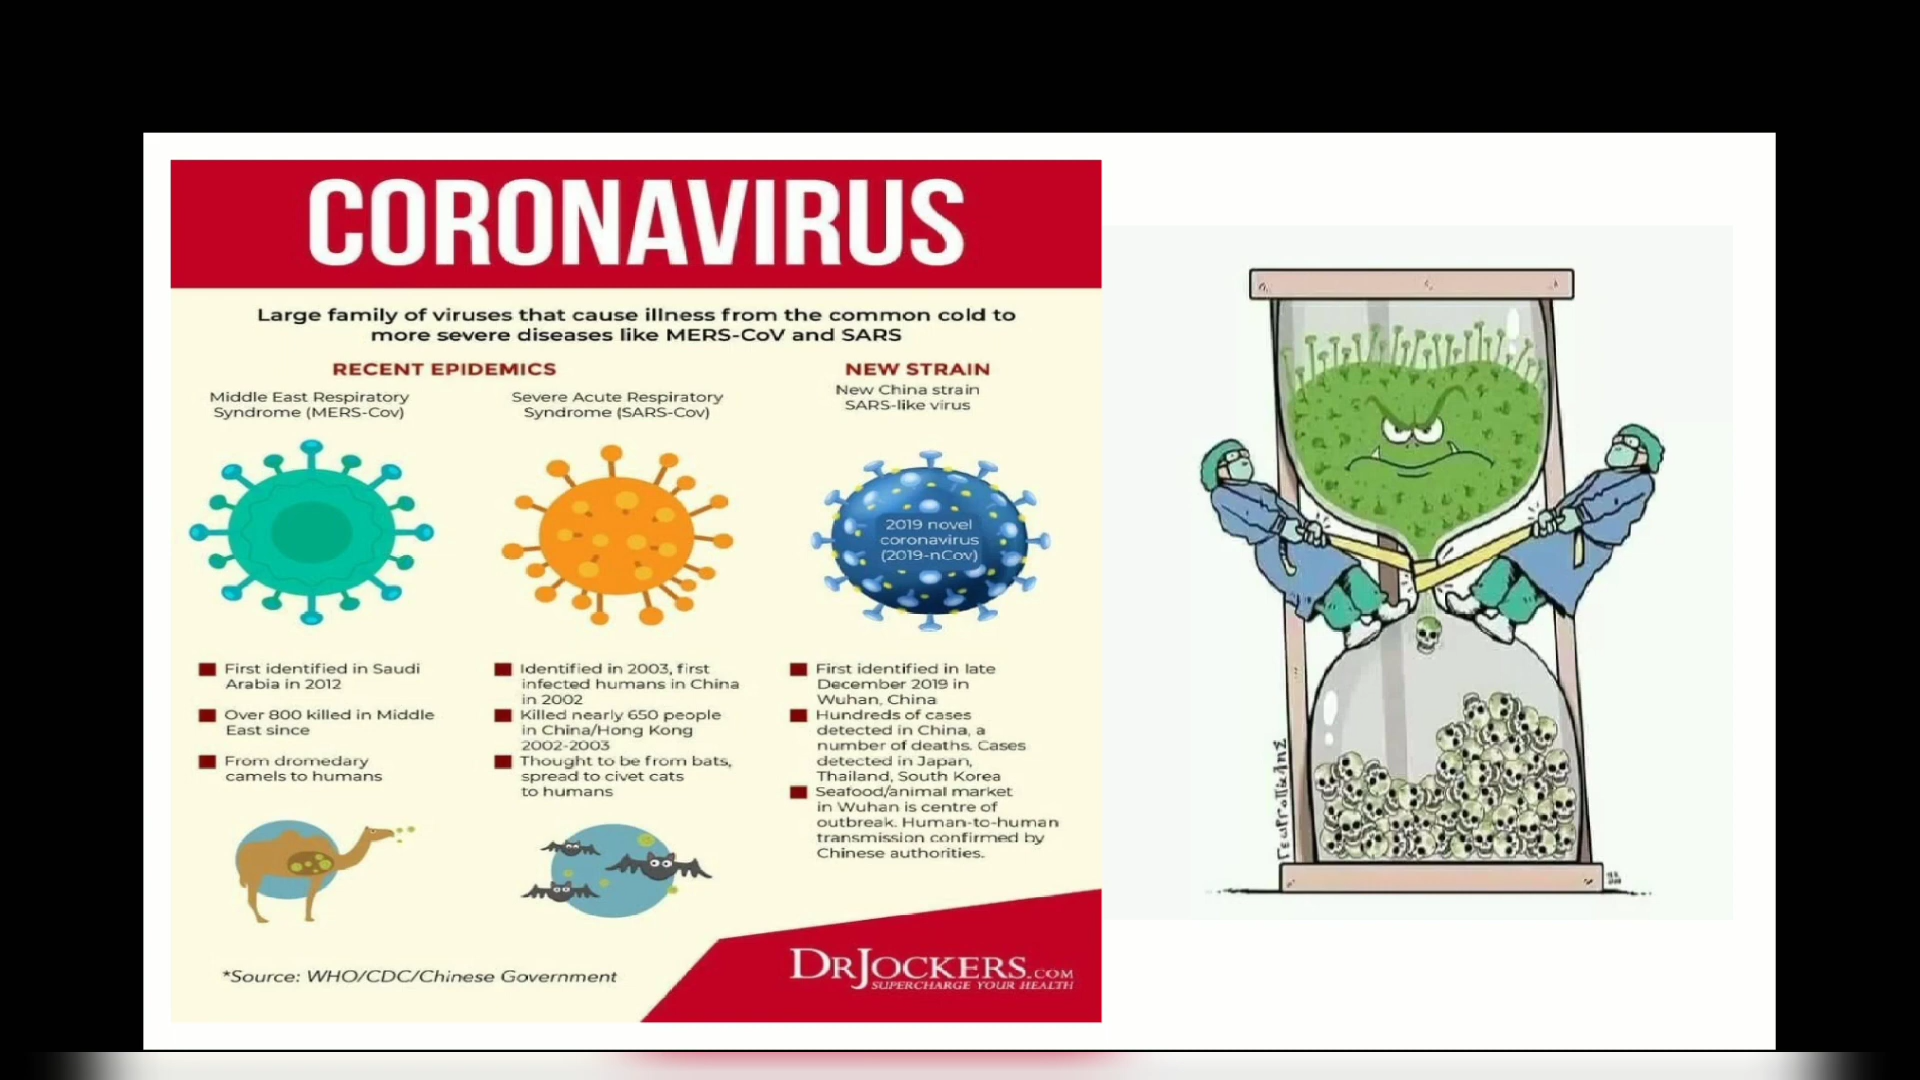 CORONAVIRUS
Large family of viruses that cause illness from the common cold to
more severe diseases like MERS-CoV and SARS
RECENT EPIDEMICS
Middle East Respiratory
Syndrome (MERS-Cov)
Severe Acute Respiratory
Syndrome (SARS-Cov)
NEW STRAIN
New China strain
SARS-like virus
2019 novel
coronavirus
(2019-nCov)
First identified in Saudi
Arabia in 2012
Over 800 killed in Middle
East since
From dromedary
camels to humans
Identified in 2003, first
infected humans in China
in 2002
Killed nearly 650 people
in China/Hong Kong
2002-2003
Thought to be from bats,
spread to civet cats
to humans
First identified in late
December 2019 in
Wuhan, China
Hundreds of cases
detected in China, a
number of deaths. Cases
detected in Japan,
Thailand, South Korea
Seafood/animal market
in Wuhan is centre of
outbreak. Human-to-human
transmission confirmed by
Chinese authorities.
*Source: WHO/CDC/Chinese Government
DRJOCKERS.COM
SUPERCHARGE YOUR HEALTH